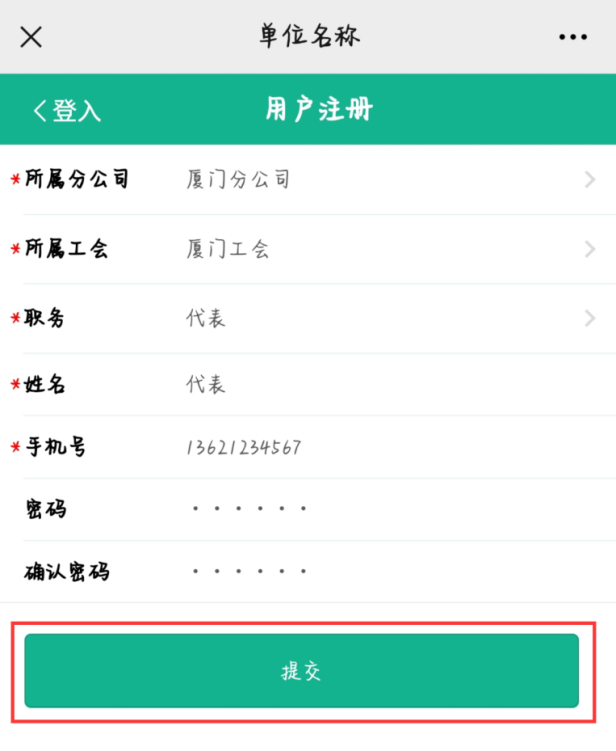 单位名称
登入 用户注册
*所属分公司 厦门分公司
*所属工会 厦门工会
*职务 代表
*姓名 代表
*手机号 13621234567
密码 ······
确认密码 ······
提交